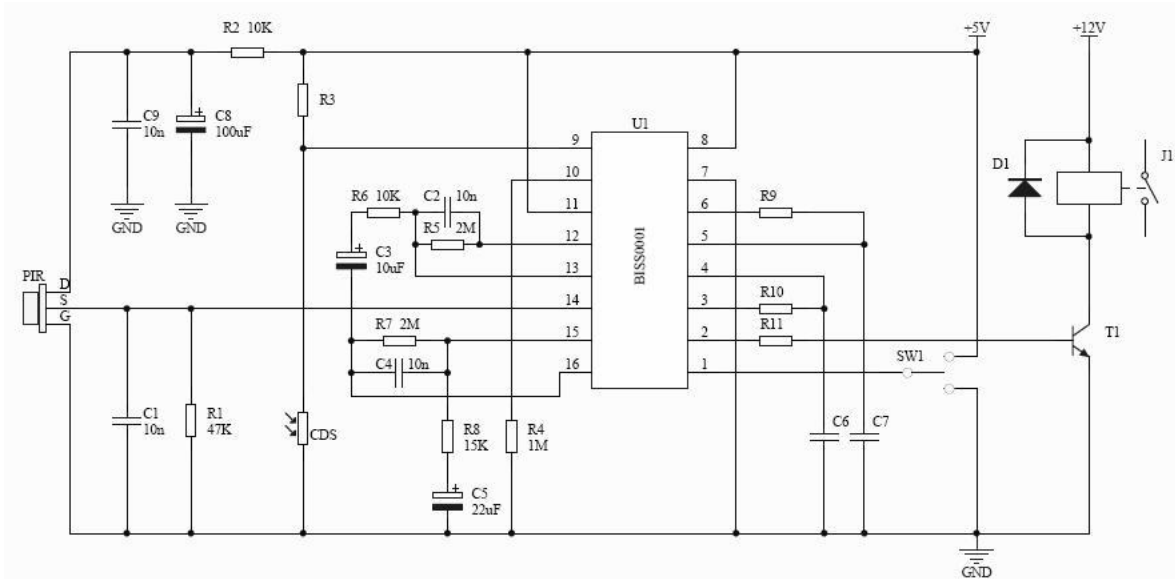 R2 10K
+5V
+12V
R3
C9
10n
C8
100uF
+
U1
9
8
J1
10
7
D1
C2
10n
R6 10K
11
6
R9
R5 2M
GND
GND
12
5
+
C3
10uF
BISS0001
13
4
PIR
D
S
G
14
3
R10
R7 2M
15
2
R11
T1
C4
10n
16
1
SW1
C1
10n
R1
47K
CDS
R8
15K
R4
1M
C6
C7
+
C5
22uF
GND